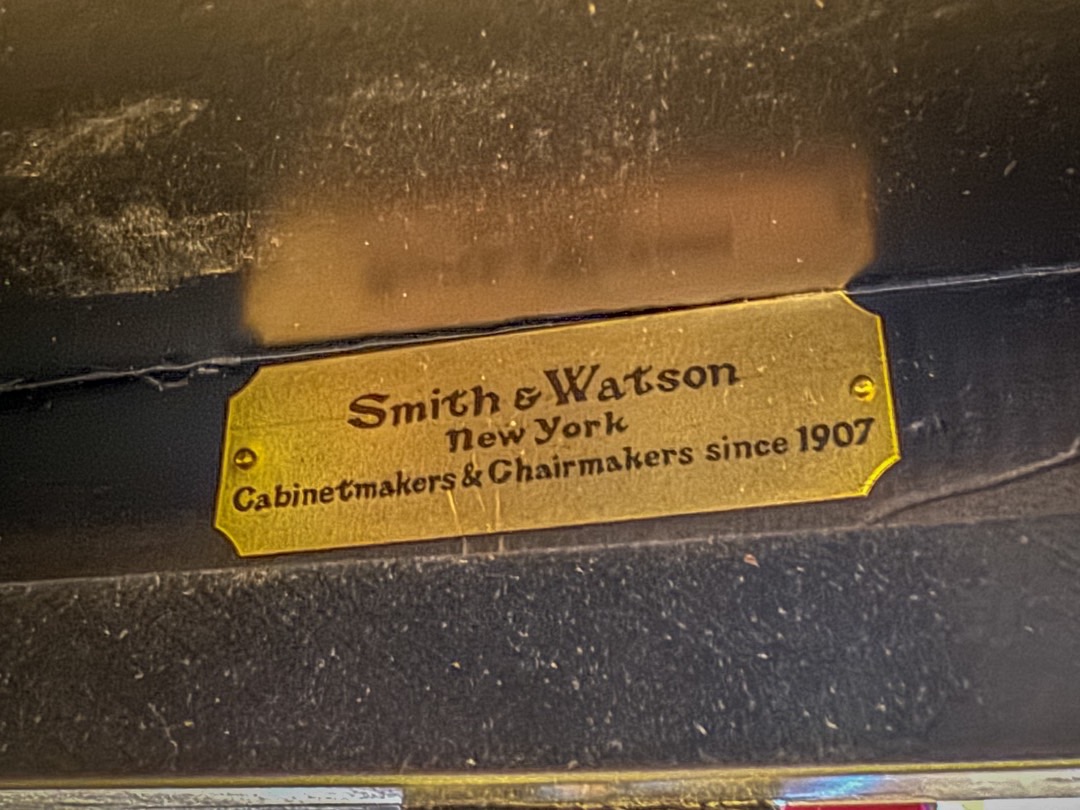 Smith & Watson
New York
Cabinetmakers & Chairmakers since 1907